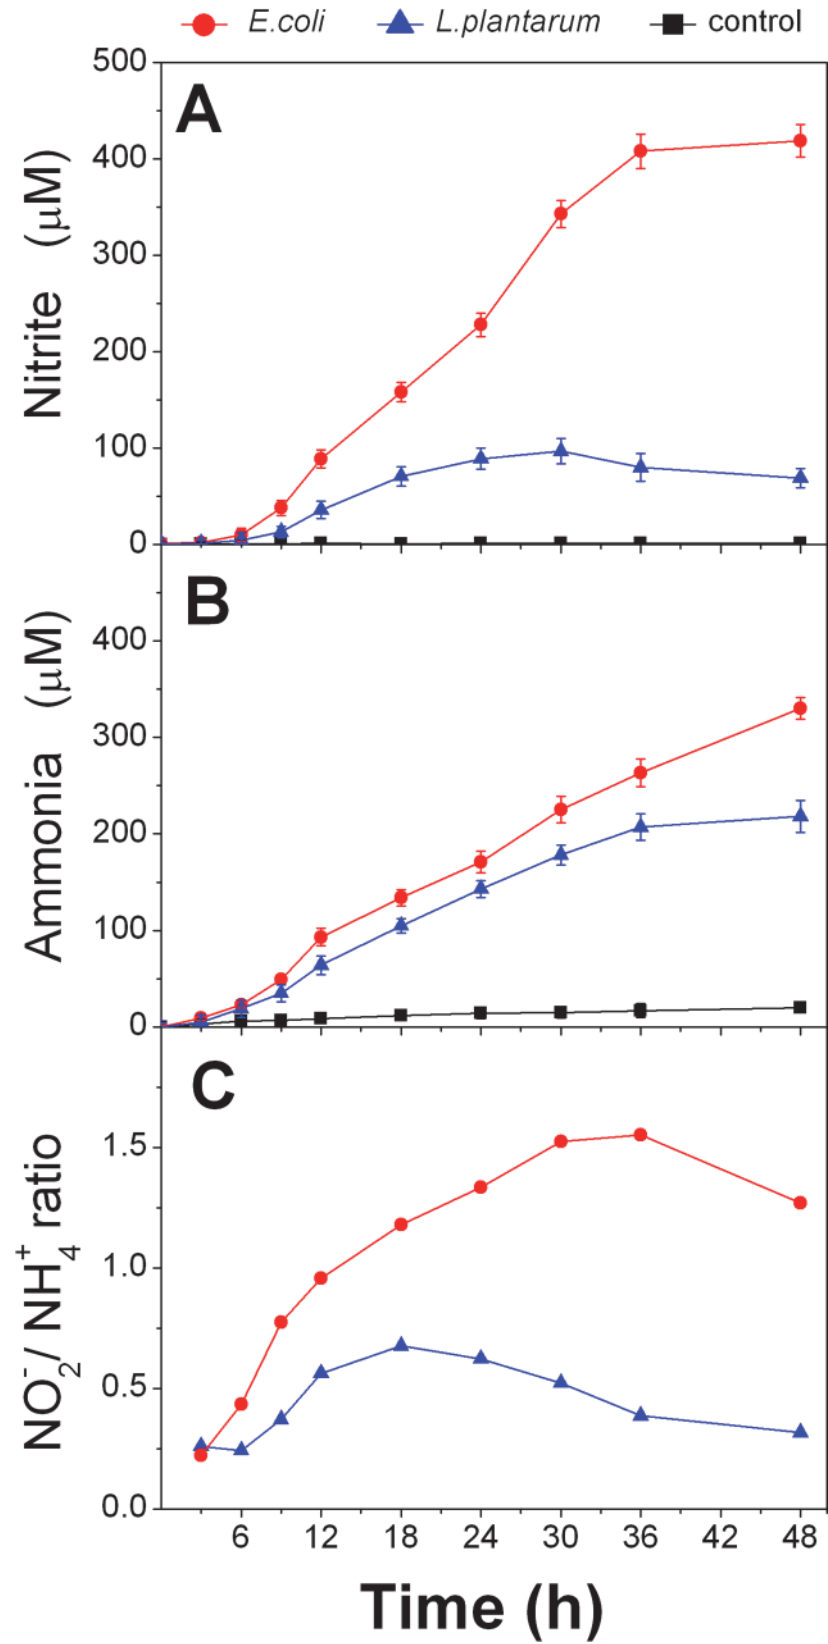 E.coli L.plantarum control
A
Nitrite (μM)
500
400
300
200
100
0
B
Ammonia (μM)
400
300
200
100
0
C
NO₂⁻/ NH₄⁺ ratio
1.5
1.0
0.5
0.0
6 12 18 24 30 36 42 48
Time (h)